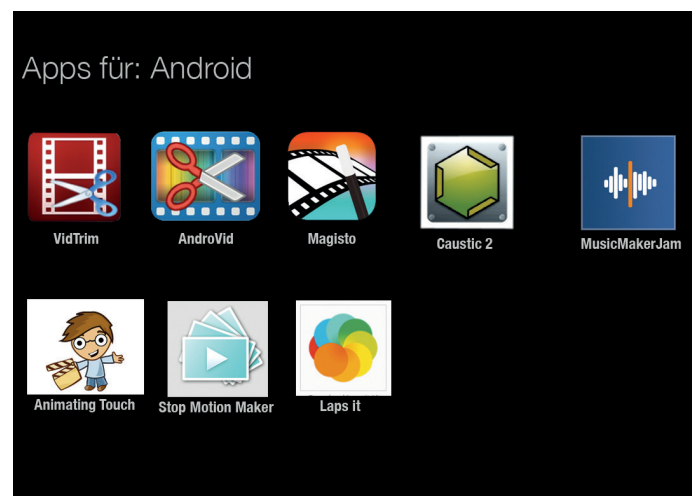 Apps für: Android
VidTrim
AndroVid
Magisto
Caustic 2
MusicMakerJam
Animating Touch
Stop Motion Maker
Laps it